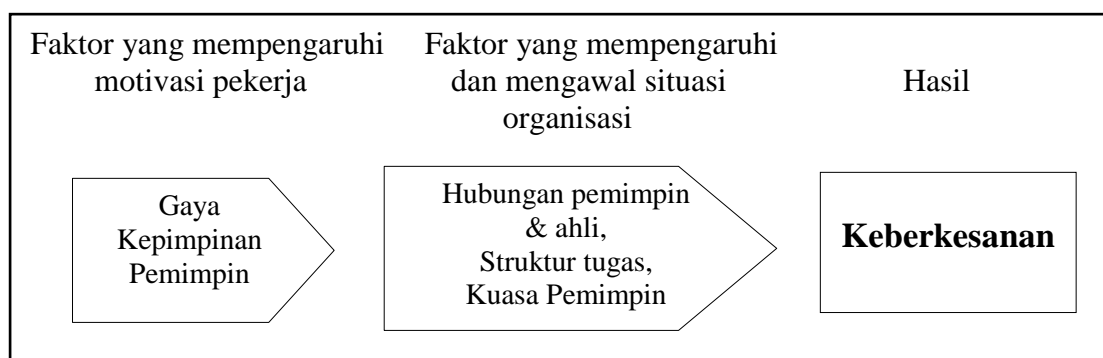 Faktor yang mempengaruhi
motivasi pekerja
Faktor yang mempengaruhi
dan mengawal situasi
organisasi
Hasil
Gaya
Kepimpinan
Pemimpin
Hubungan pemimpin
& ahli,
Struktur tugas,
Kuasa Pemimpin
Keberkesanan